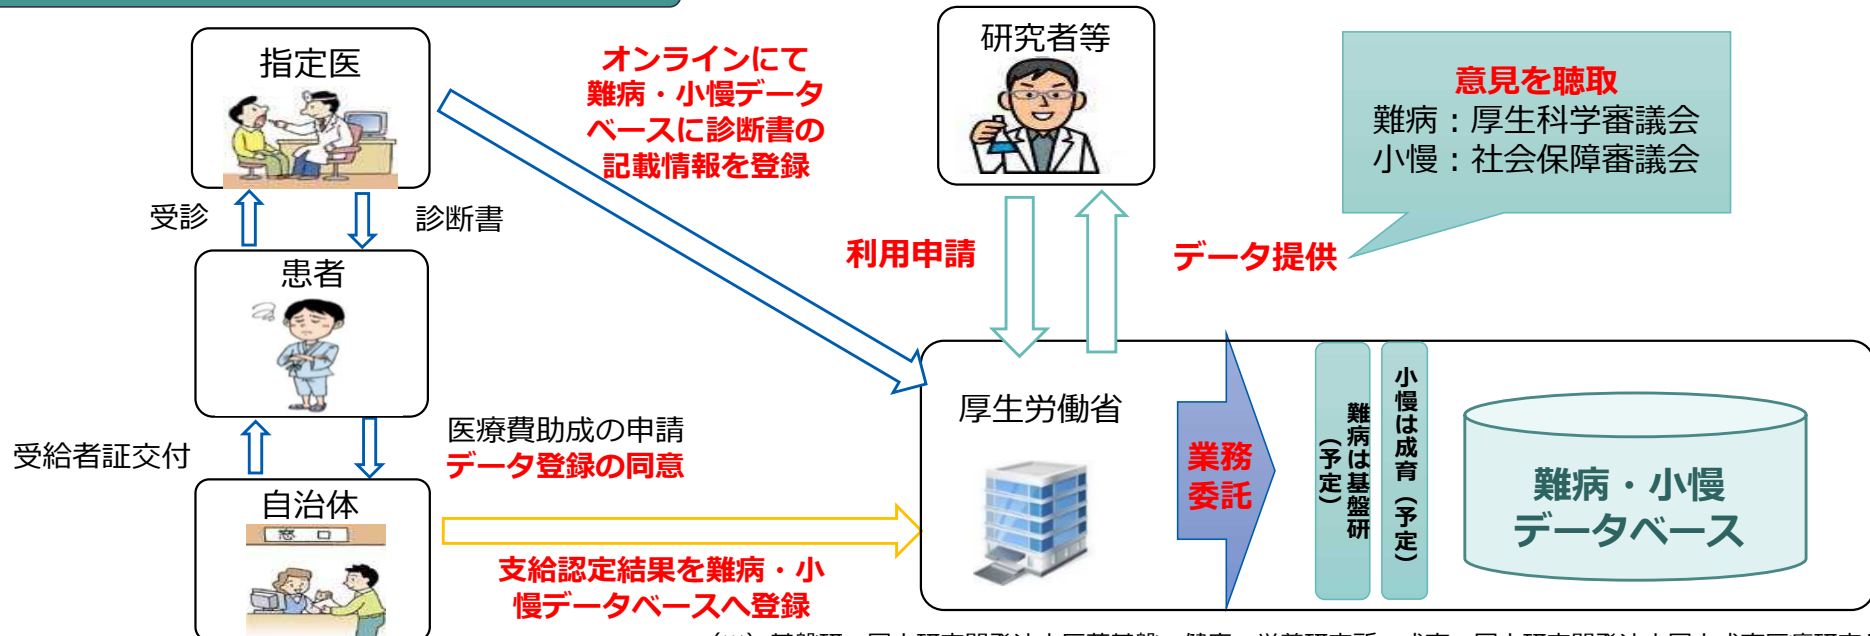 指定医
受診
診断書
患者
受給者証交付
医療費助成の申請
データ登録の同意
自治体
窓口
オンラインにて
難病・小慢データ
ベースに診断書の
記載情報を登録
支給認定結果を難病・小
慢データベースへ登録
研究者等
利用申請
データ提供
意見を聴取
難病：厚生科学審議会
小慢：社会保障審議会
厚生労働省
業務
委託
難病は基盤研
（予定）
小慢は成育（予定）
難病・小慢
データベース